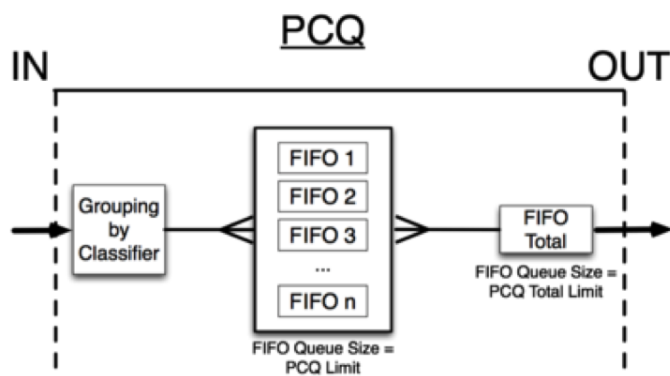 PCQ
IN
OUT
Grouping
by
Classifier
FIFO 1
FIFO 2
FIFO 3
...
FIFO n
FIFO Queue Size =
PCQ Limit
FIFO
Total
FIFO Queue Size =
PCQ Total Limit